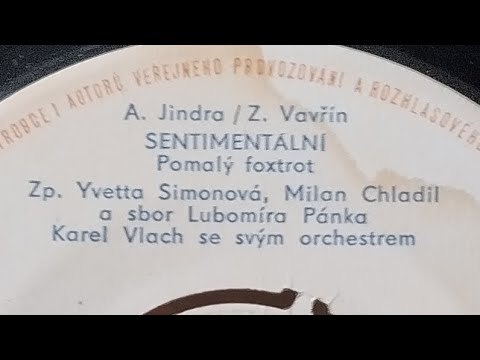 ROBCE I AUTORŮ, VEŘEJNÉHO PROVOZOVÁNÍ A ROZHLASOVÉHO
A. Jindra / Z. Vavřín
SENTIMENTÁLNÍ
Pomalý foxtrot
Zp. Yvetta Simonová, Milan Chladil
a sbor Lubomíra Pánka
Karel Vlach se svým orchestrem